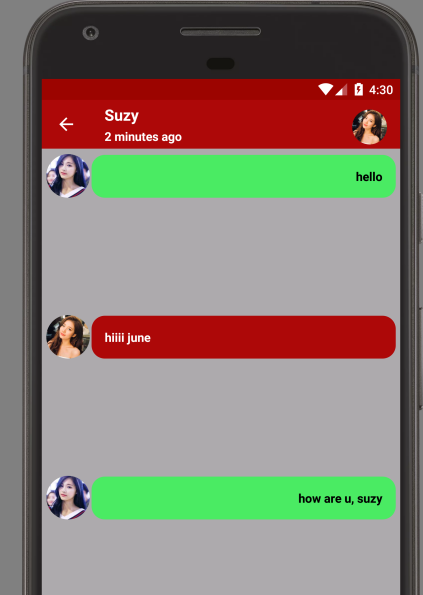 4:30
Suzy
2 minutes ago
hello
hiiii june
how are u, suzy